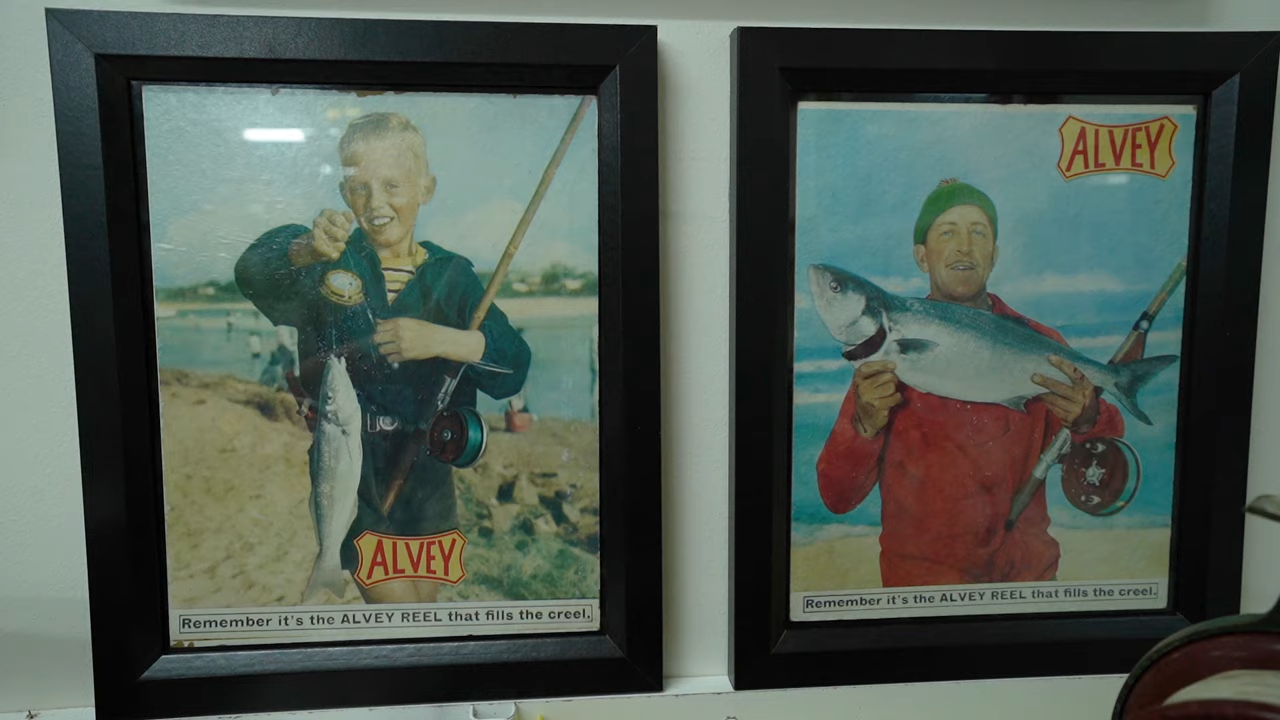 ALVEY
Remember it's the ALVEY REEL that fills the creel.
ALVEY
Remember it's the ALVEY REEL that fills the creel.